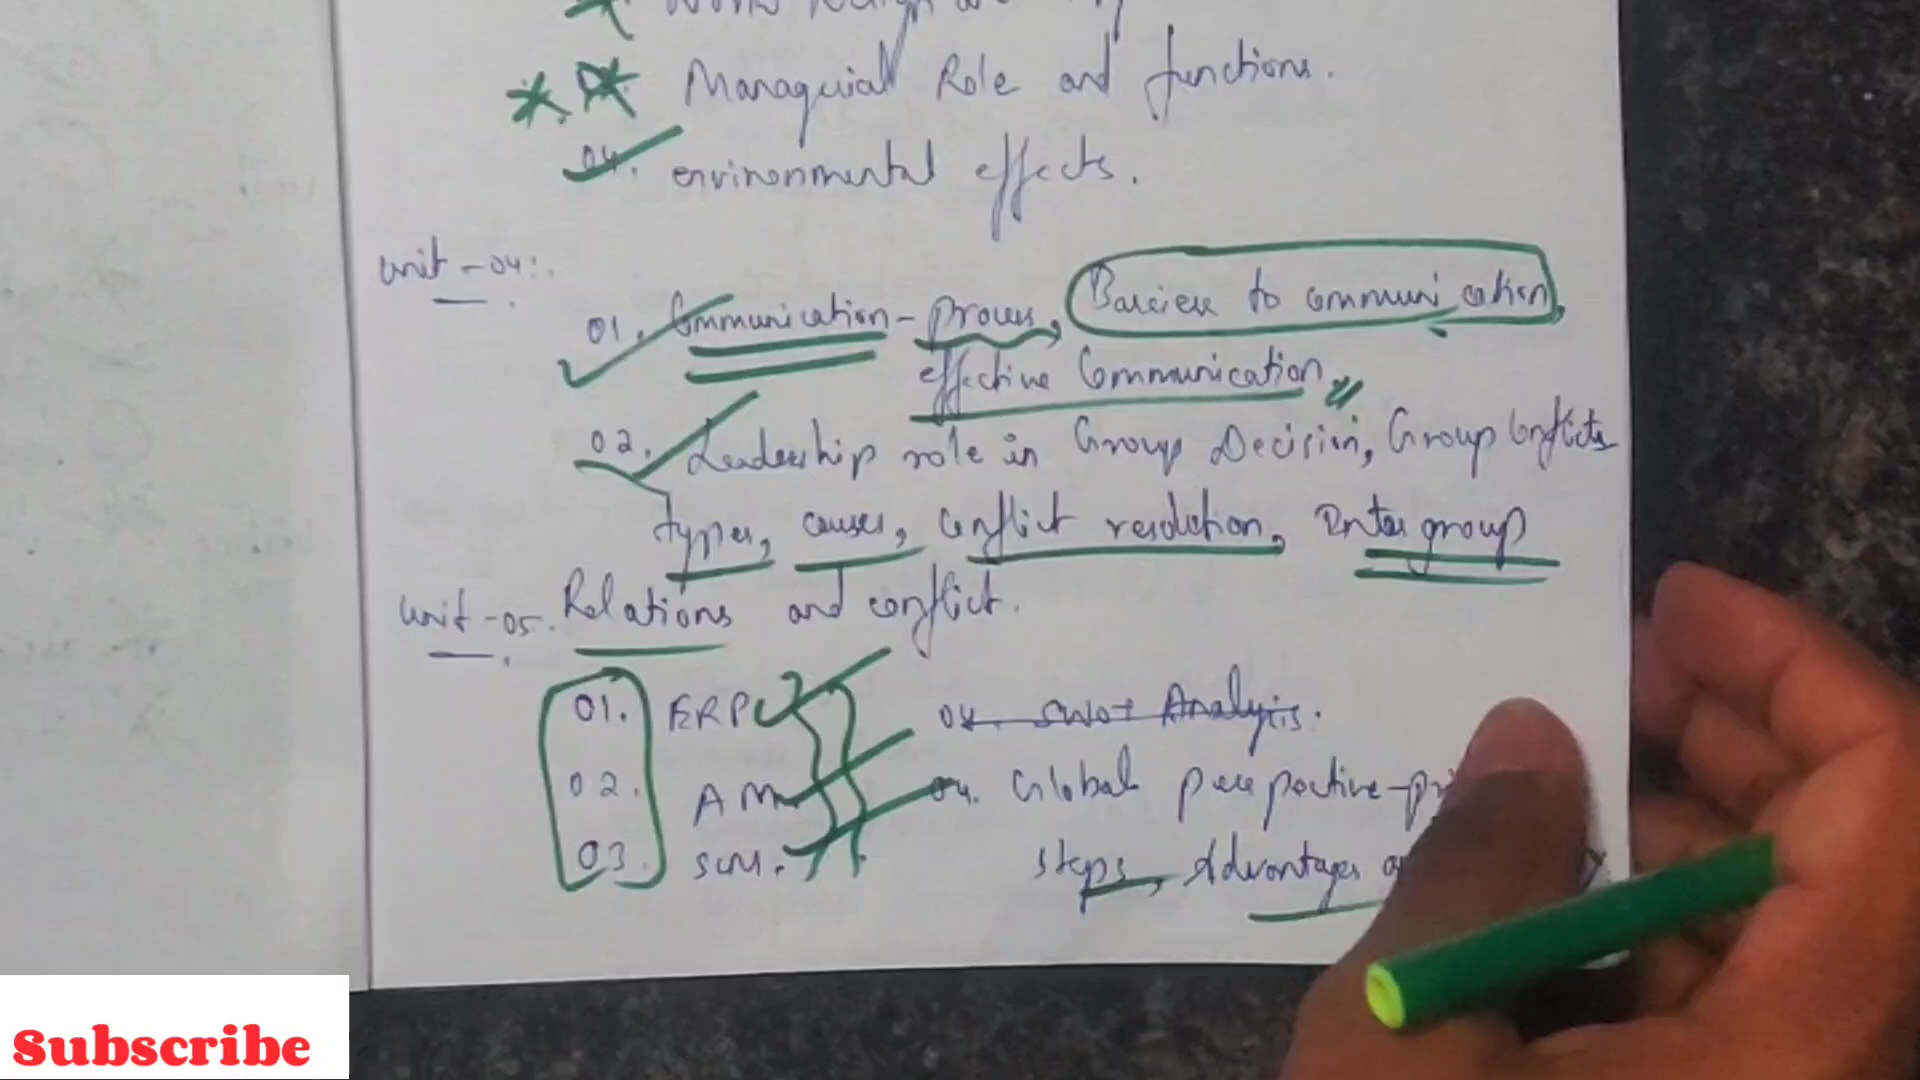 Managerial Role and functions.
04. environmental effects.
unit - 04:.
01. Communication - process, Barriers to communication,
effective Communication,
02. Leadership role in Group Decision, Group Conflicts
types, causes, Conflict resolution, Inter group
Relations and conflict.
unit - 05.
01. ERP
02. AM
03. SCM.
04. SWOT Analysis.
04. Global perspective -
steps, Advantages
Subscribe